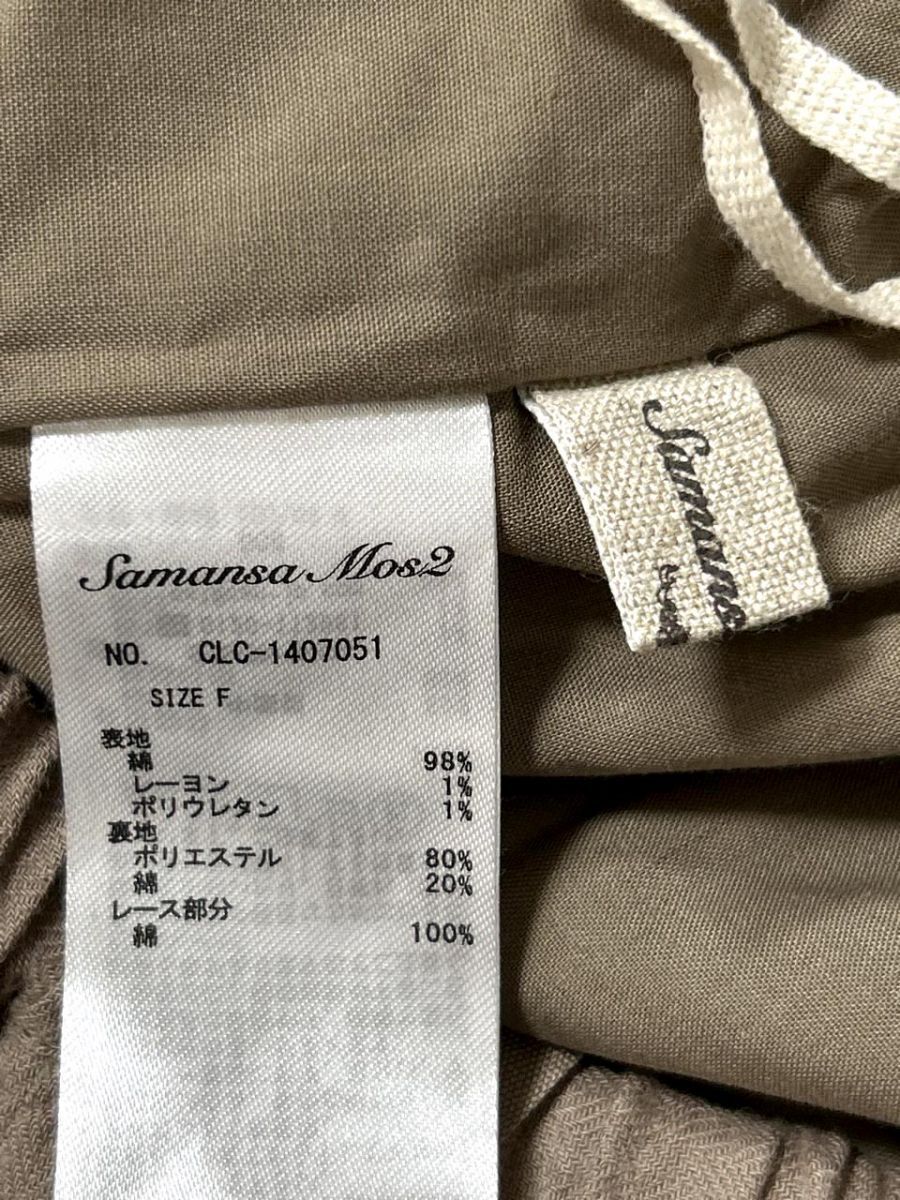 Samansa Mos2
NO. CLC-1407051
SIZE F
表地
綿 98%
レーヨン 1%
ポリウレタン 1%
裏地
ポリエステル 80%
綿 20%
レース部分
綿 100%